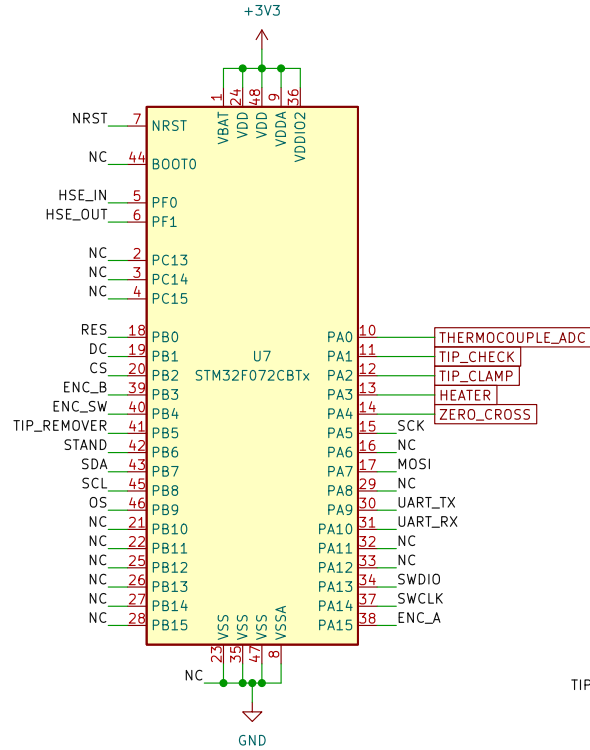 +3V3
1 24 48 9 36
VBAT VDD VDD VDDA VDDIO2
NRST 7 NRST
NC 44 BOOT0
HSE_IN 5 PF0
HSE_OUT 6 PF1
NC 2 PC13
NC 3 PC14
NC 4 PC15
RES 18 PB0 PA0 10 THERMOCOUPLE_ADC
DC 19 PB1 U7 PA1 11 TIP_CHECK
CS 20 PB2 STM32F072CBTx PA2 12 TIP_CLAMP
ENC_B 39 PB3 PA3 13 HEATER
ENC_SW 40 PB4 PA4 14 ZERO_CROSS
TIP_REMOVER 41 PB5 PA5 15 SCK
STAND 42 PB6 PA6 16 NC
SDA 43 PB7 PA7 17 MOSI
SCL 45 PB8 PA8 29 NC
OS 46 PB9 PA9 30 UART_TX
NC 21 PB10 PA10 31 UART_RX
NC 22 PB11 PA11 32 NC
NC 25 PB12 PA12 33 NC
NC 26 PB13 PA13 34 SWDIO
NC 27 PB14 PA14 37 SWCLK
NC 28 PB15 PA15 38 ENC_A
VSS VSS VSS VSSA
23 35 47 8
NC
TIP
GND